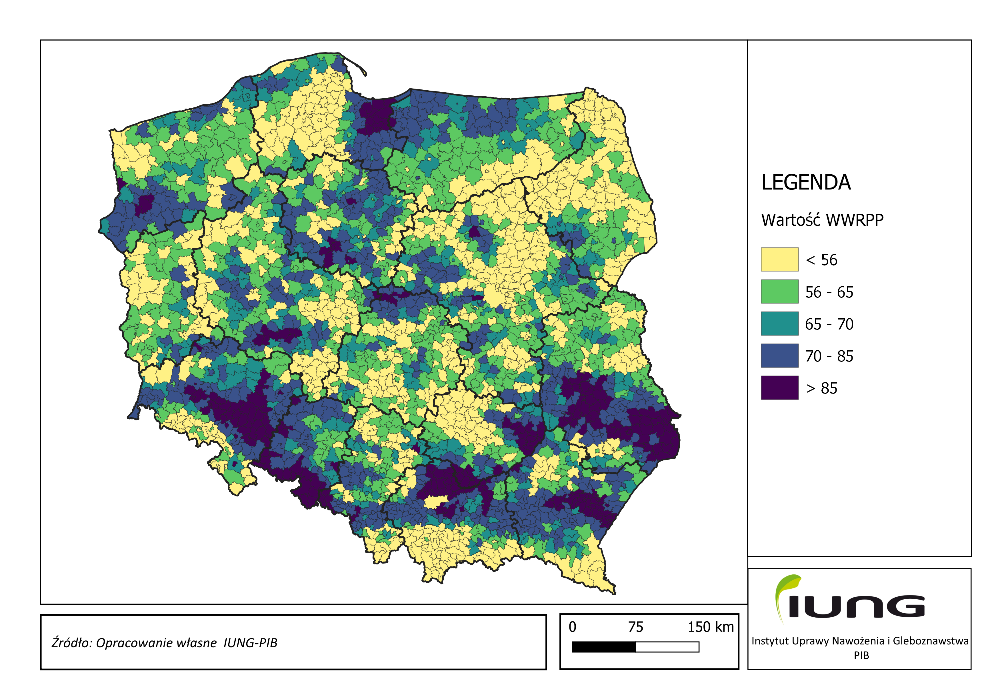 LEGENDA
Wartość WWRPP
< 56
56 - 65
65 - 70
70 - 85
> 85
IUNG
Instytut Uprawy Nawożenia i Gleboznawstwa
PIB
Źródło: Opracowanie własne IUNG-PIB
0 75 150 km